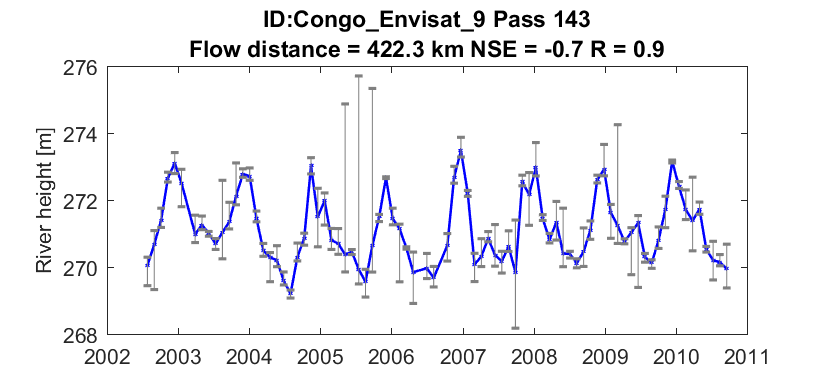 ID:Congo_Envisat_9 Pass 143
Flow distance = 422.3 km NSE = -0.7 R = 0.9
276
274
272
270
268
River height [m]
2002 2003 2004 2005 2006 2007 2008 2009 2010 2011